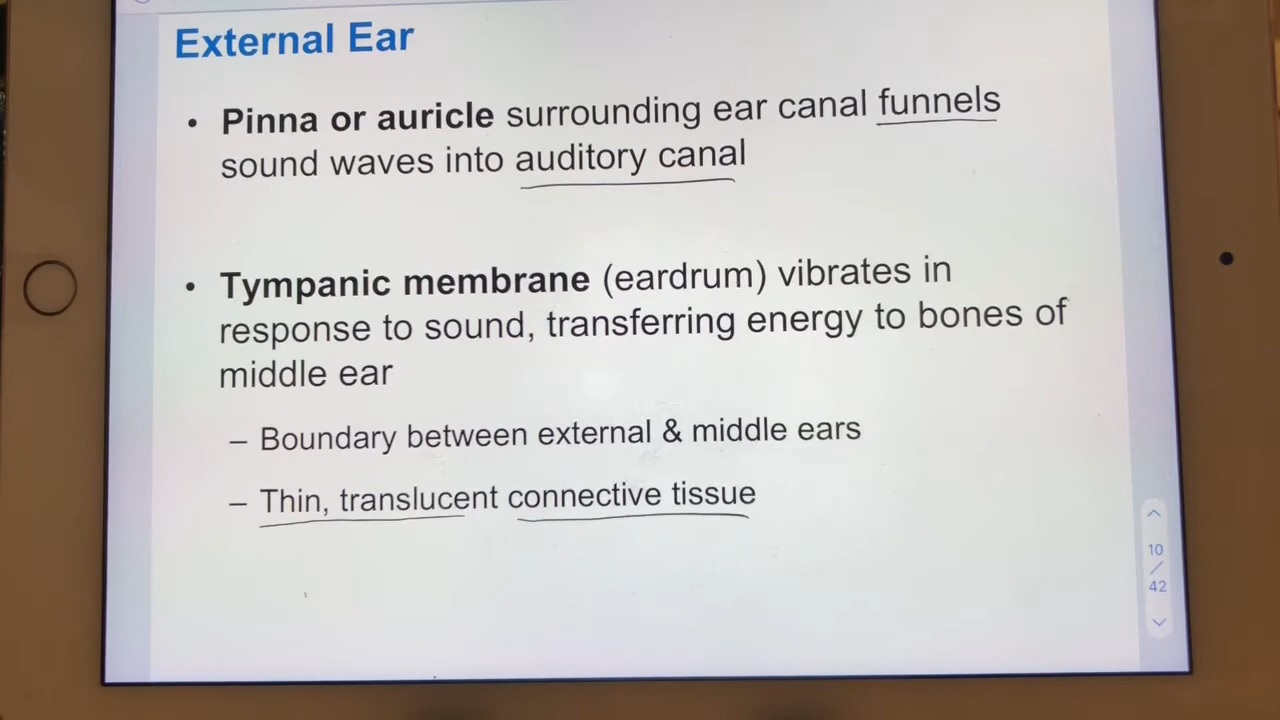 External Ear
• Pinna or auricle surrounding ear canal funnels
sound waves into auditory canal
• Tympanic membrane (eardrum) vibrates in
response to sound, transferring energy to bones of
middle ear
– Boundary between external & middle ears
– Thin, translucent connective tissue
10
/
42